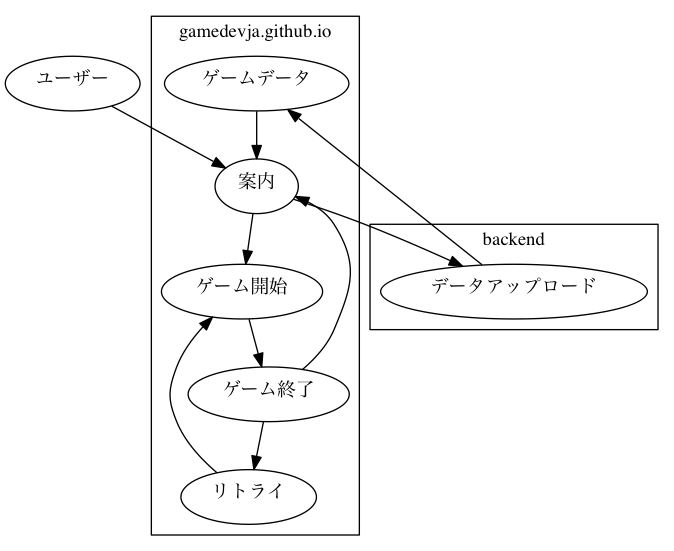 gamedevja.github.io
ユーザー
ゲームデータ
案内
backend
ゲーム開始
データアップロード
ゲーム終了
リトライ